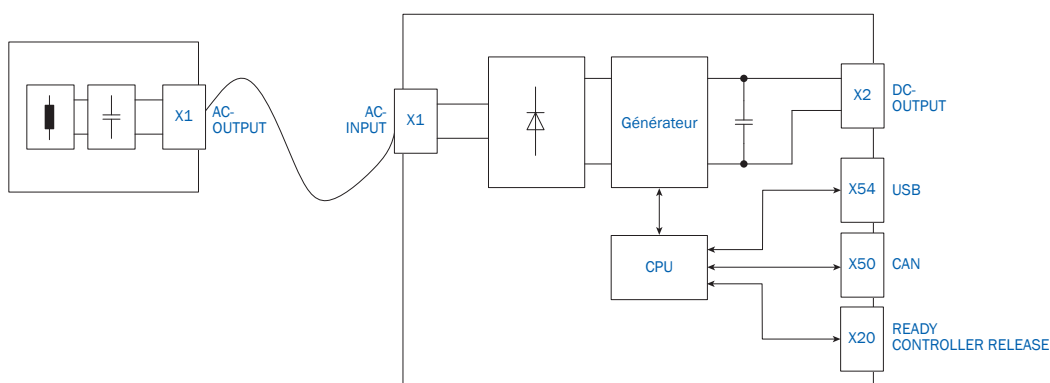 X1
AC-
OUTPUT
AC-
INPUT
X1
Générateur
X2
DC-
OUTPUT
X54
USB
CPU
X50
CAN
X20
READY
CONTROLLER RELEASE